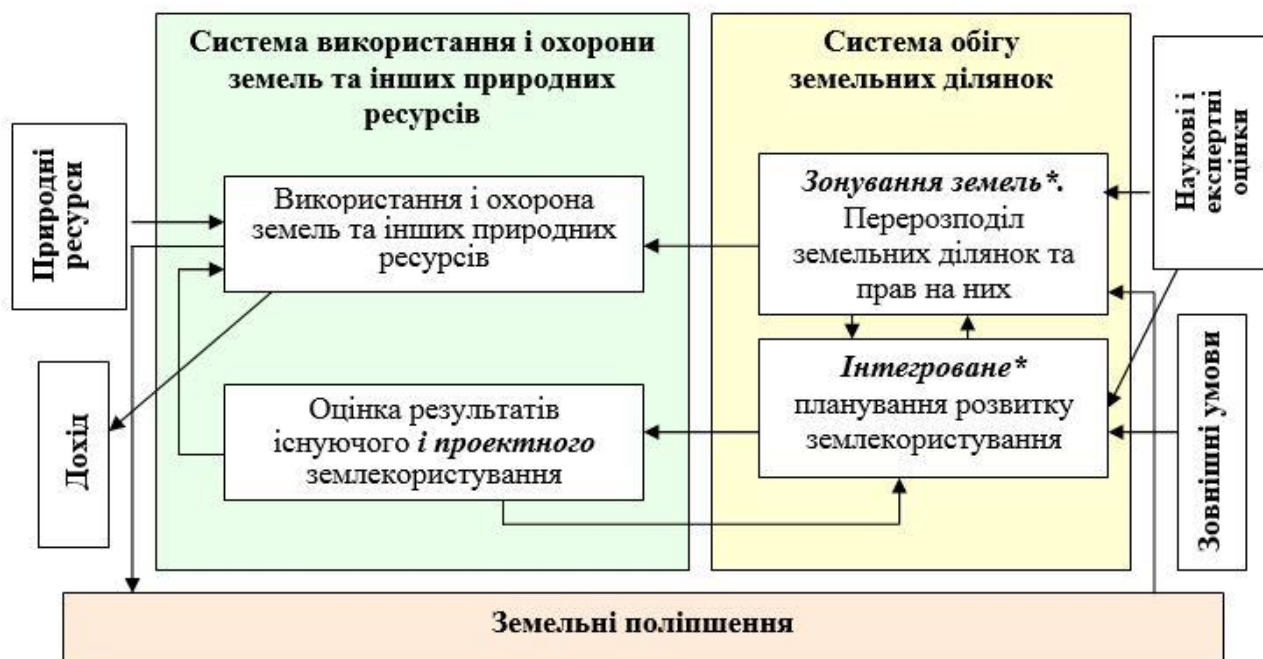 Система використання і охорони
земель та інших природних
ресурсів
Система обігу
земельних ділянок
Природні
ресурси
Використання і охорона
земель та інших природних
ресурсів
Зонування земель*.
Перерозподіл
земельних ділянок та
прав на них
Наукові і
експертні
оцінки
Дохід
Оцінка результатів
існуючого і проектного
землекористування
Інтегроване*
планування розвитку
землекористування
Зовнішні умови
Земельні поліпшення